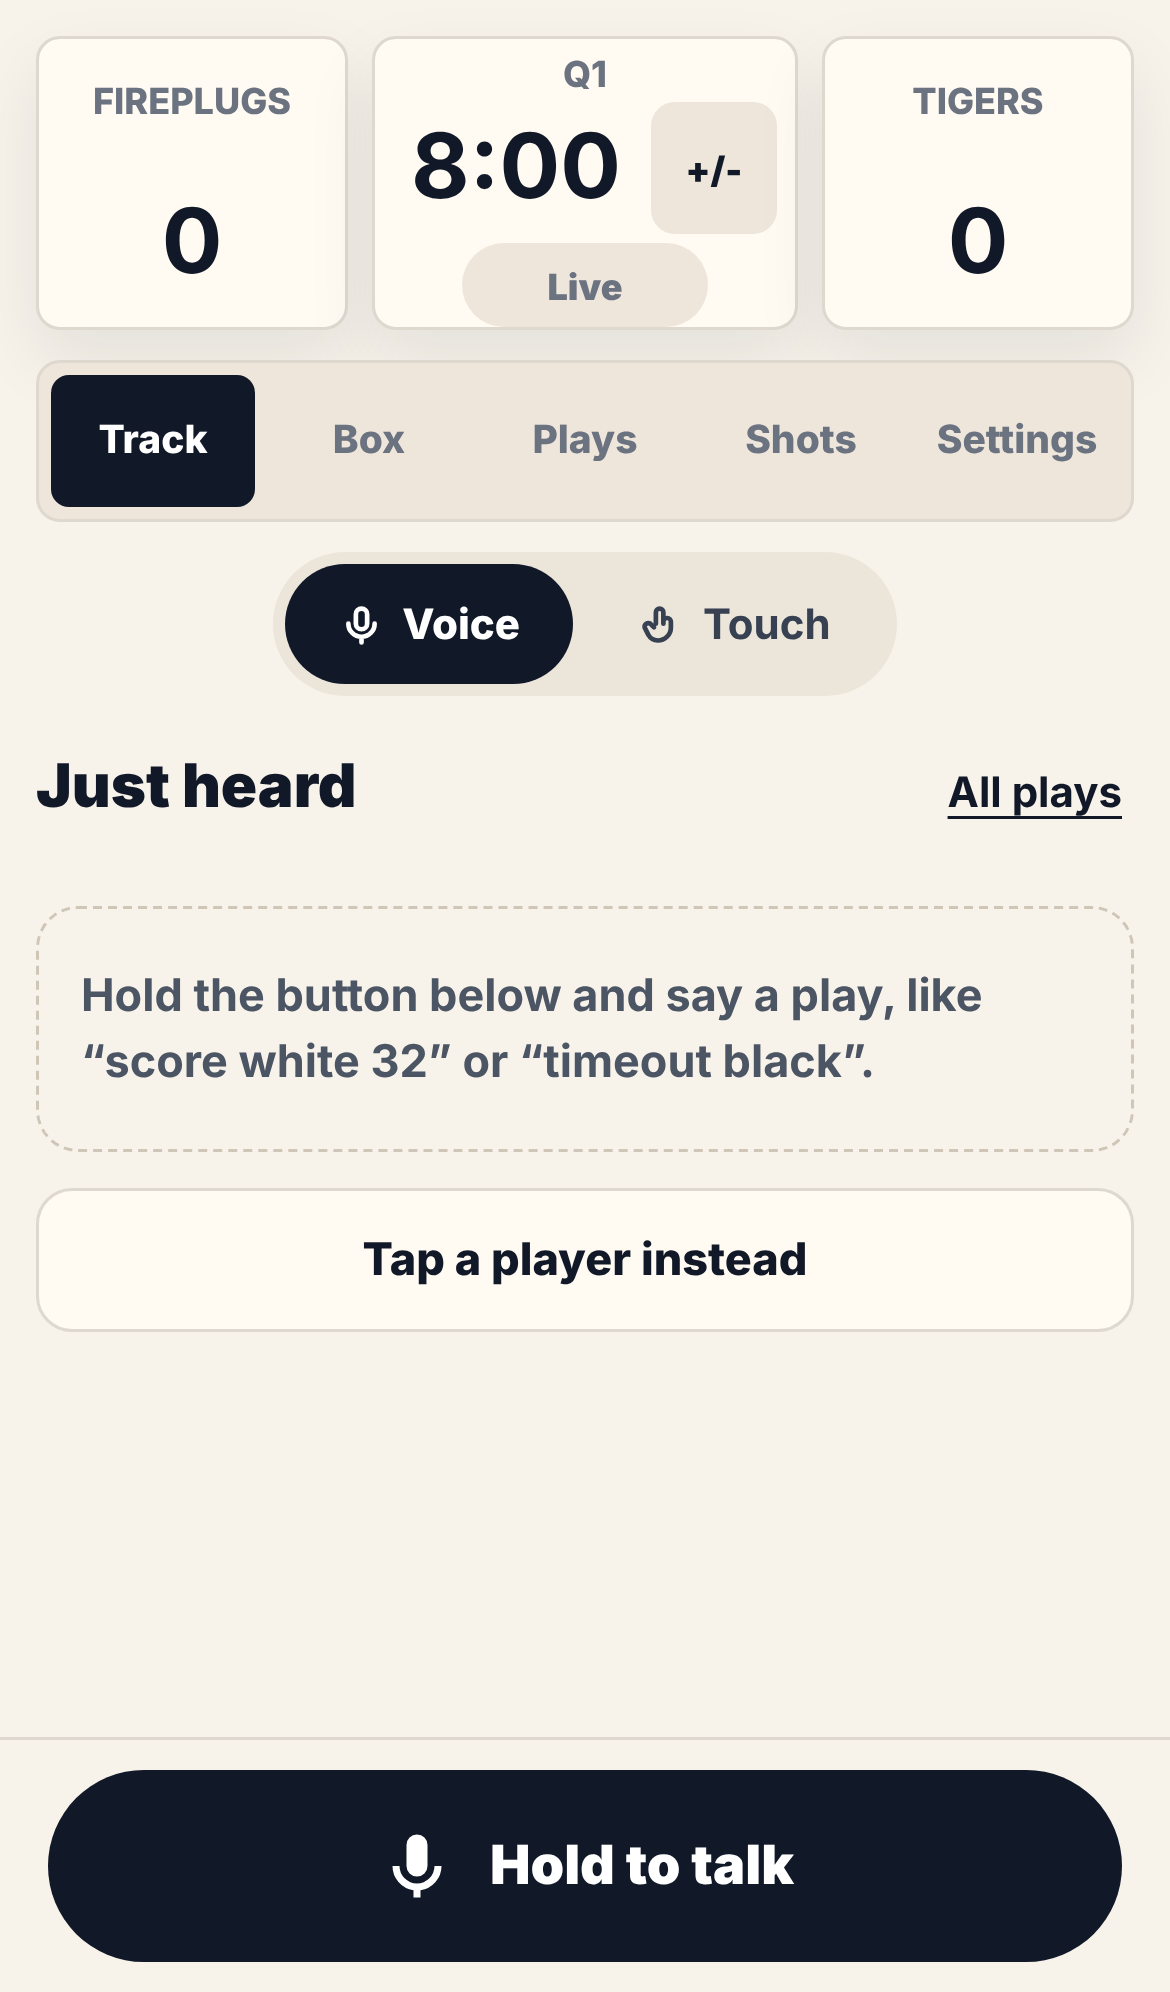 FIREPLUGS
0
Q1
8:00
+/-
Live
TIGERS
0
Track
Box
Plays
Shots
Settings
Voice
Touch
Just heard
All plays
Hold the button below and say a play, like
“score white 32” or “timeout black”.
Tap a player instead
Hold to talk